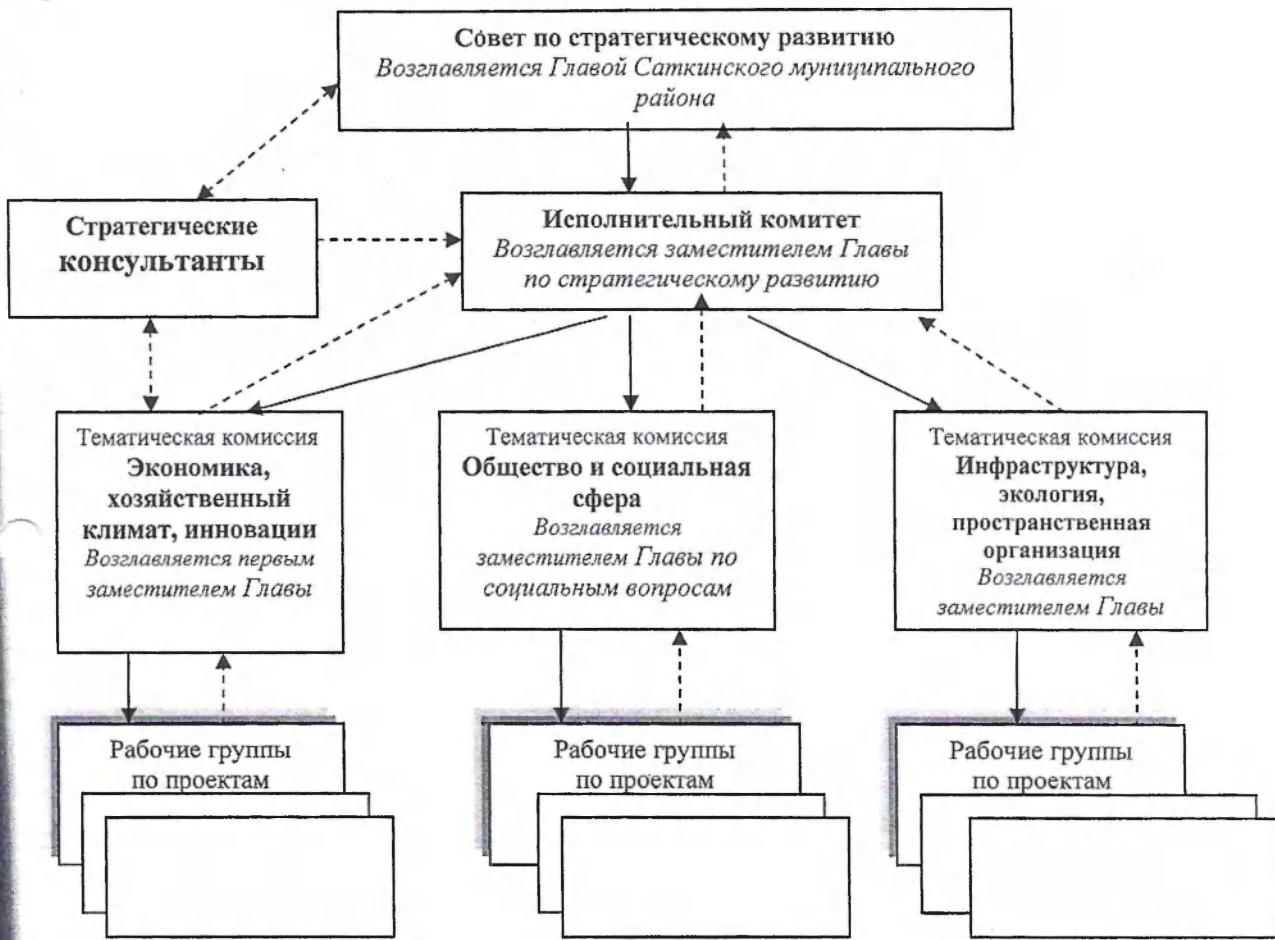 Совет по стратегическому развитию
Возглавляется Главой Саткинского муниципального
района
Стратегические
консультанты
Исполнительный комитет
Возглавляется заместителем Главы
по стратегическому развитию
Тематическая комиссия
Экономика,
хозяйственный
климат, инновации
Возглавляется первым
заместителем Главы
Тематическая комиссия
Общество и социальная
сфера
Возглавляется
заместителем Главы по
социальным вопросам
Тематическая комиссия
Инфраструктура,
экология,
пространственная
организация
Возглавляется
заместителем Главы
Рабочие группы
по проектам
Рабочие группы
по проектам
Рабочие группы
по проектам